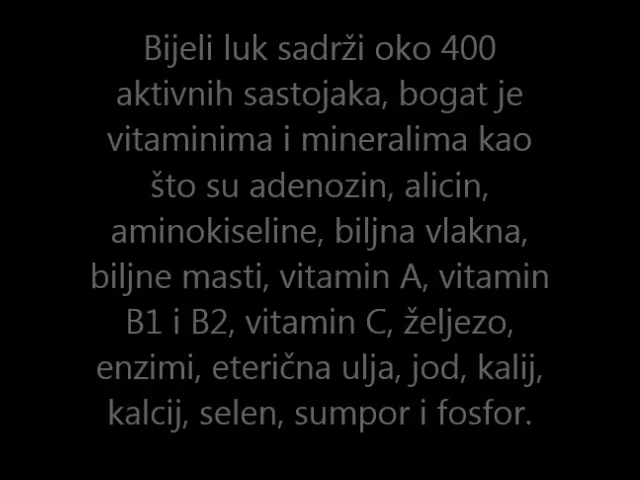 Bijeli luk sadrži oko 400
aktivnih sastojaka, bogat je
vitaminima i mineralima kao
što su adenozin, alicin,
aminokiseline, biljna vlakna,
biljne masti, vitamin A, vitamin
B1 i B2, vitamin C, željezo,
enzimi, eterična ulja, jod, kalij,
kalcij, selen, sumpor i fosfor.